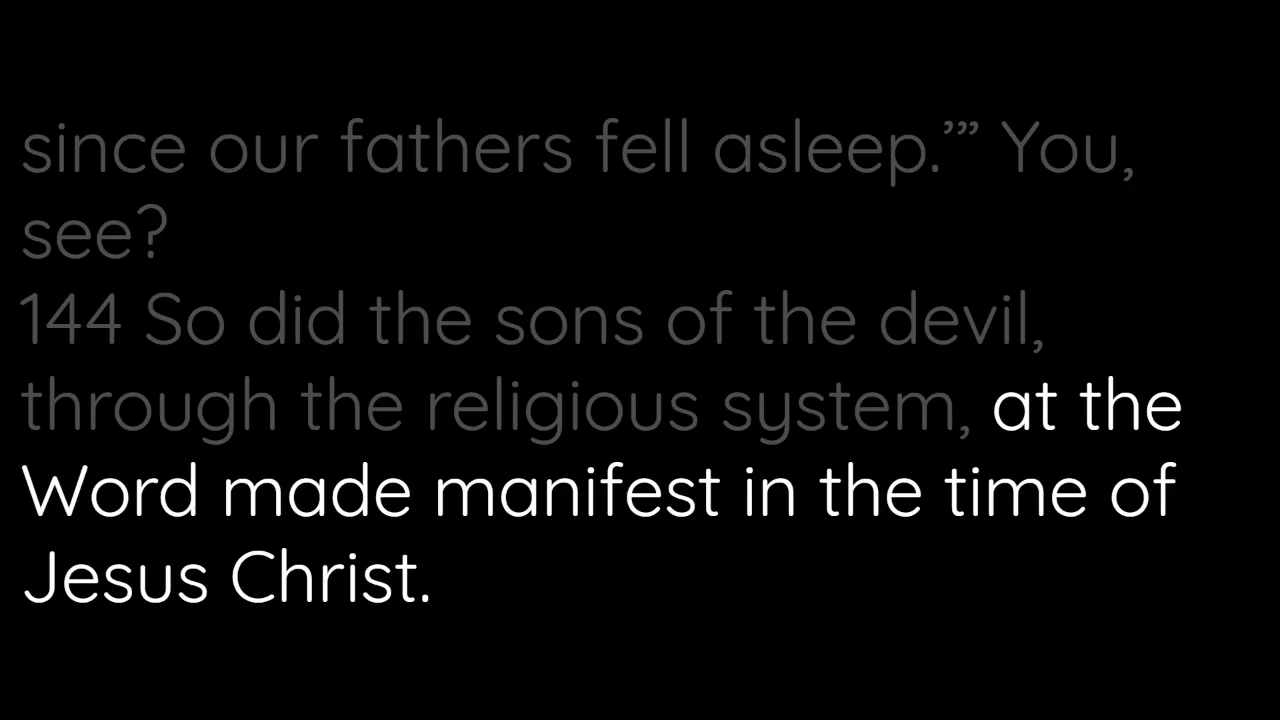 since our fathers fell asleep.’” You,
see?
144 So did the sons of the devil,
through the religious system, at the
Word made manifest in the time of
Jesus Christ.